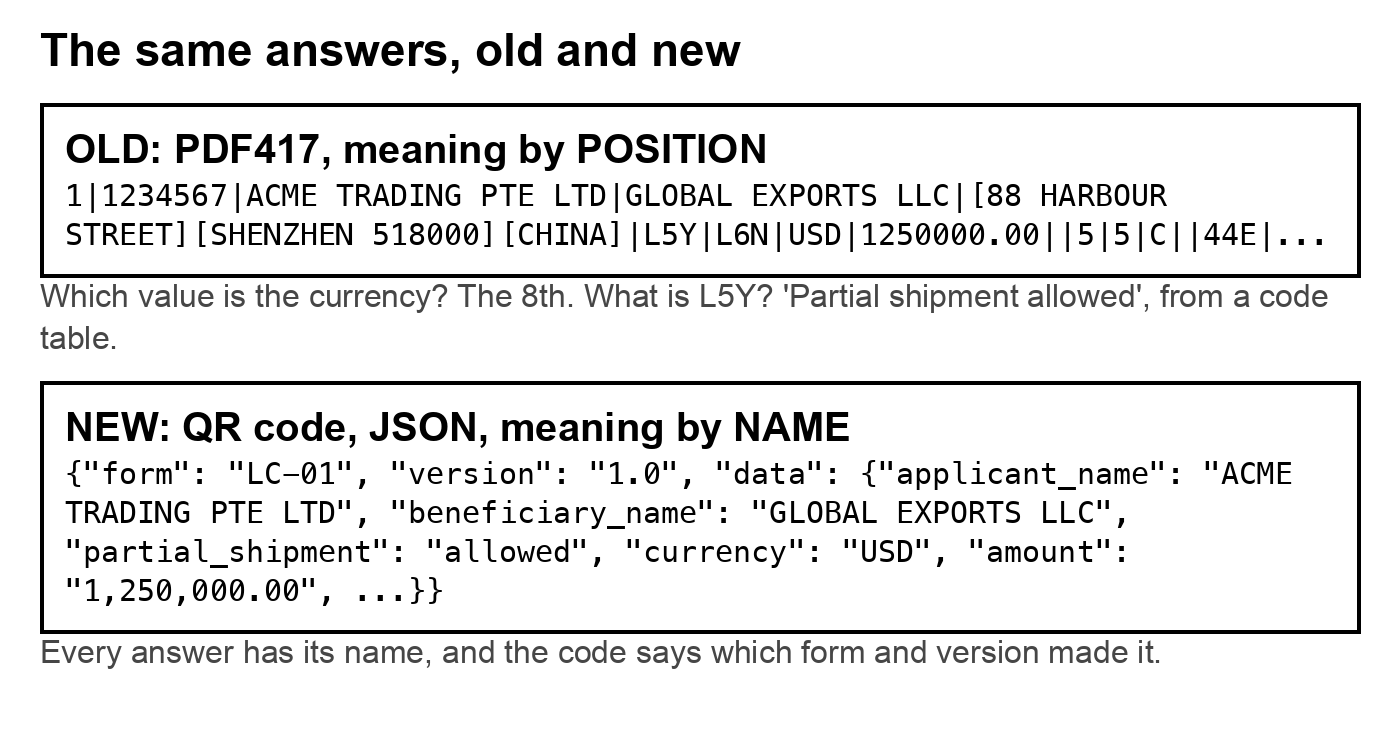 The same answers, old and new
OLD: PDF417, meaning by POSITION
1|1234567|ACME TRADING PTE LTD|GLOBAL EXPORTS LLC|[88 HARBOUR
STREET][SHENZHEN 518000][CHINA]|L5Y|L6N|USD|1250000.00||5|5|C||44E|...
Which value is the currency? The 8th. What is L5Y? 'Partial shipment allowed', from a code
table.
NEW: QR code, JSON, meaning by NAME
{"form": "LC–01", "version": "1.0", "data": {"applicant_name": "ACME
TRADING PTE LTD", "beneficiary_name": "GLOBAL EXPORTS LLC",
"partial_shipment": "allowed", "currency": "USD", "amount":
"1,250,000.00", ...}}
Every answer has its name, and the code says which form and version made it.